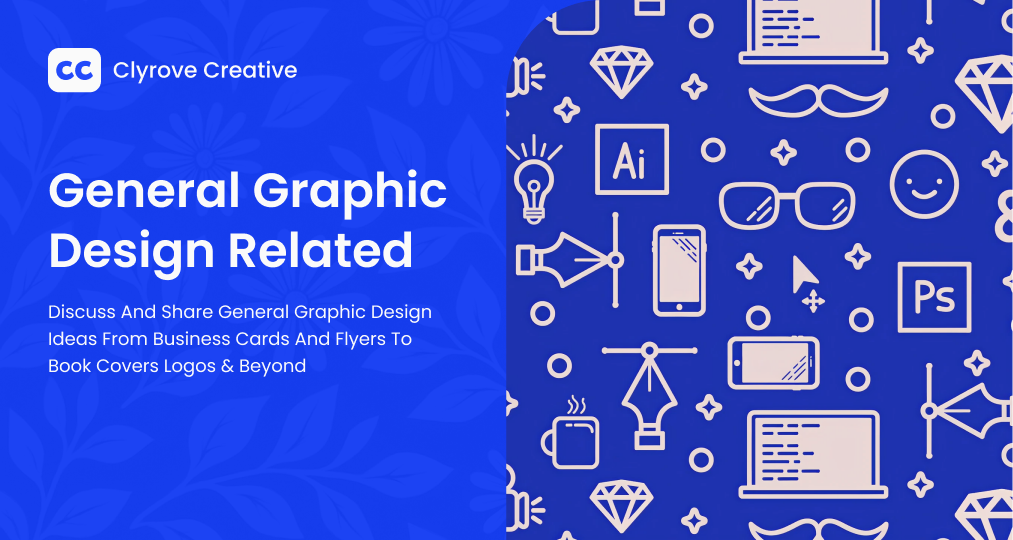 CC Clyrove Creative
General Graphic
Design Related
Discuss And Share General Graphic Design
Ideas From Business Cards And Flyers To
Book Covers Logos & Beyond
Ai
Ps